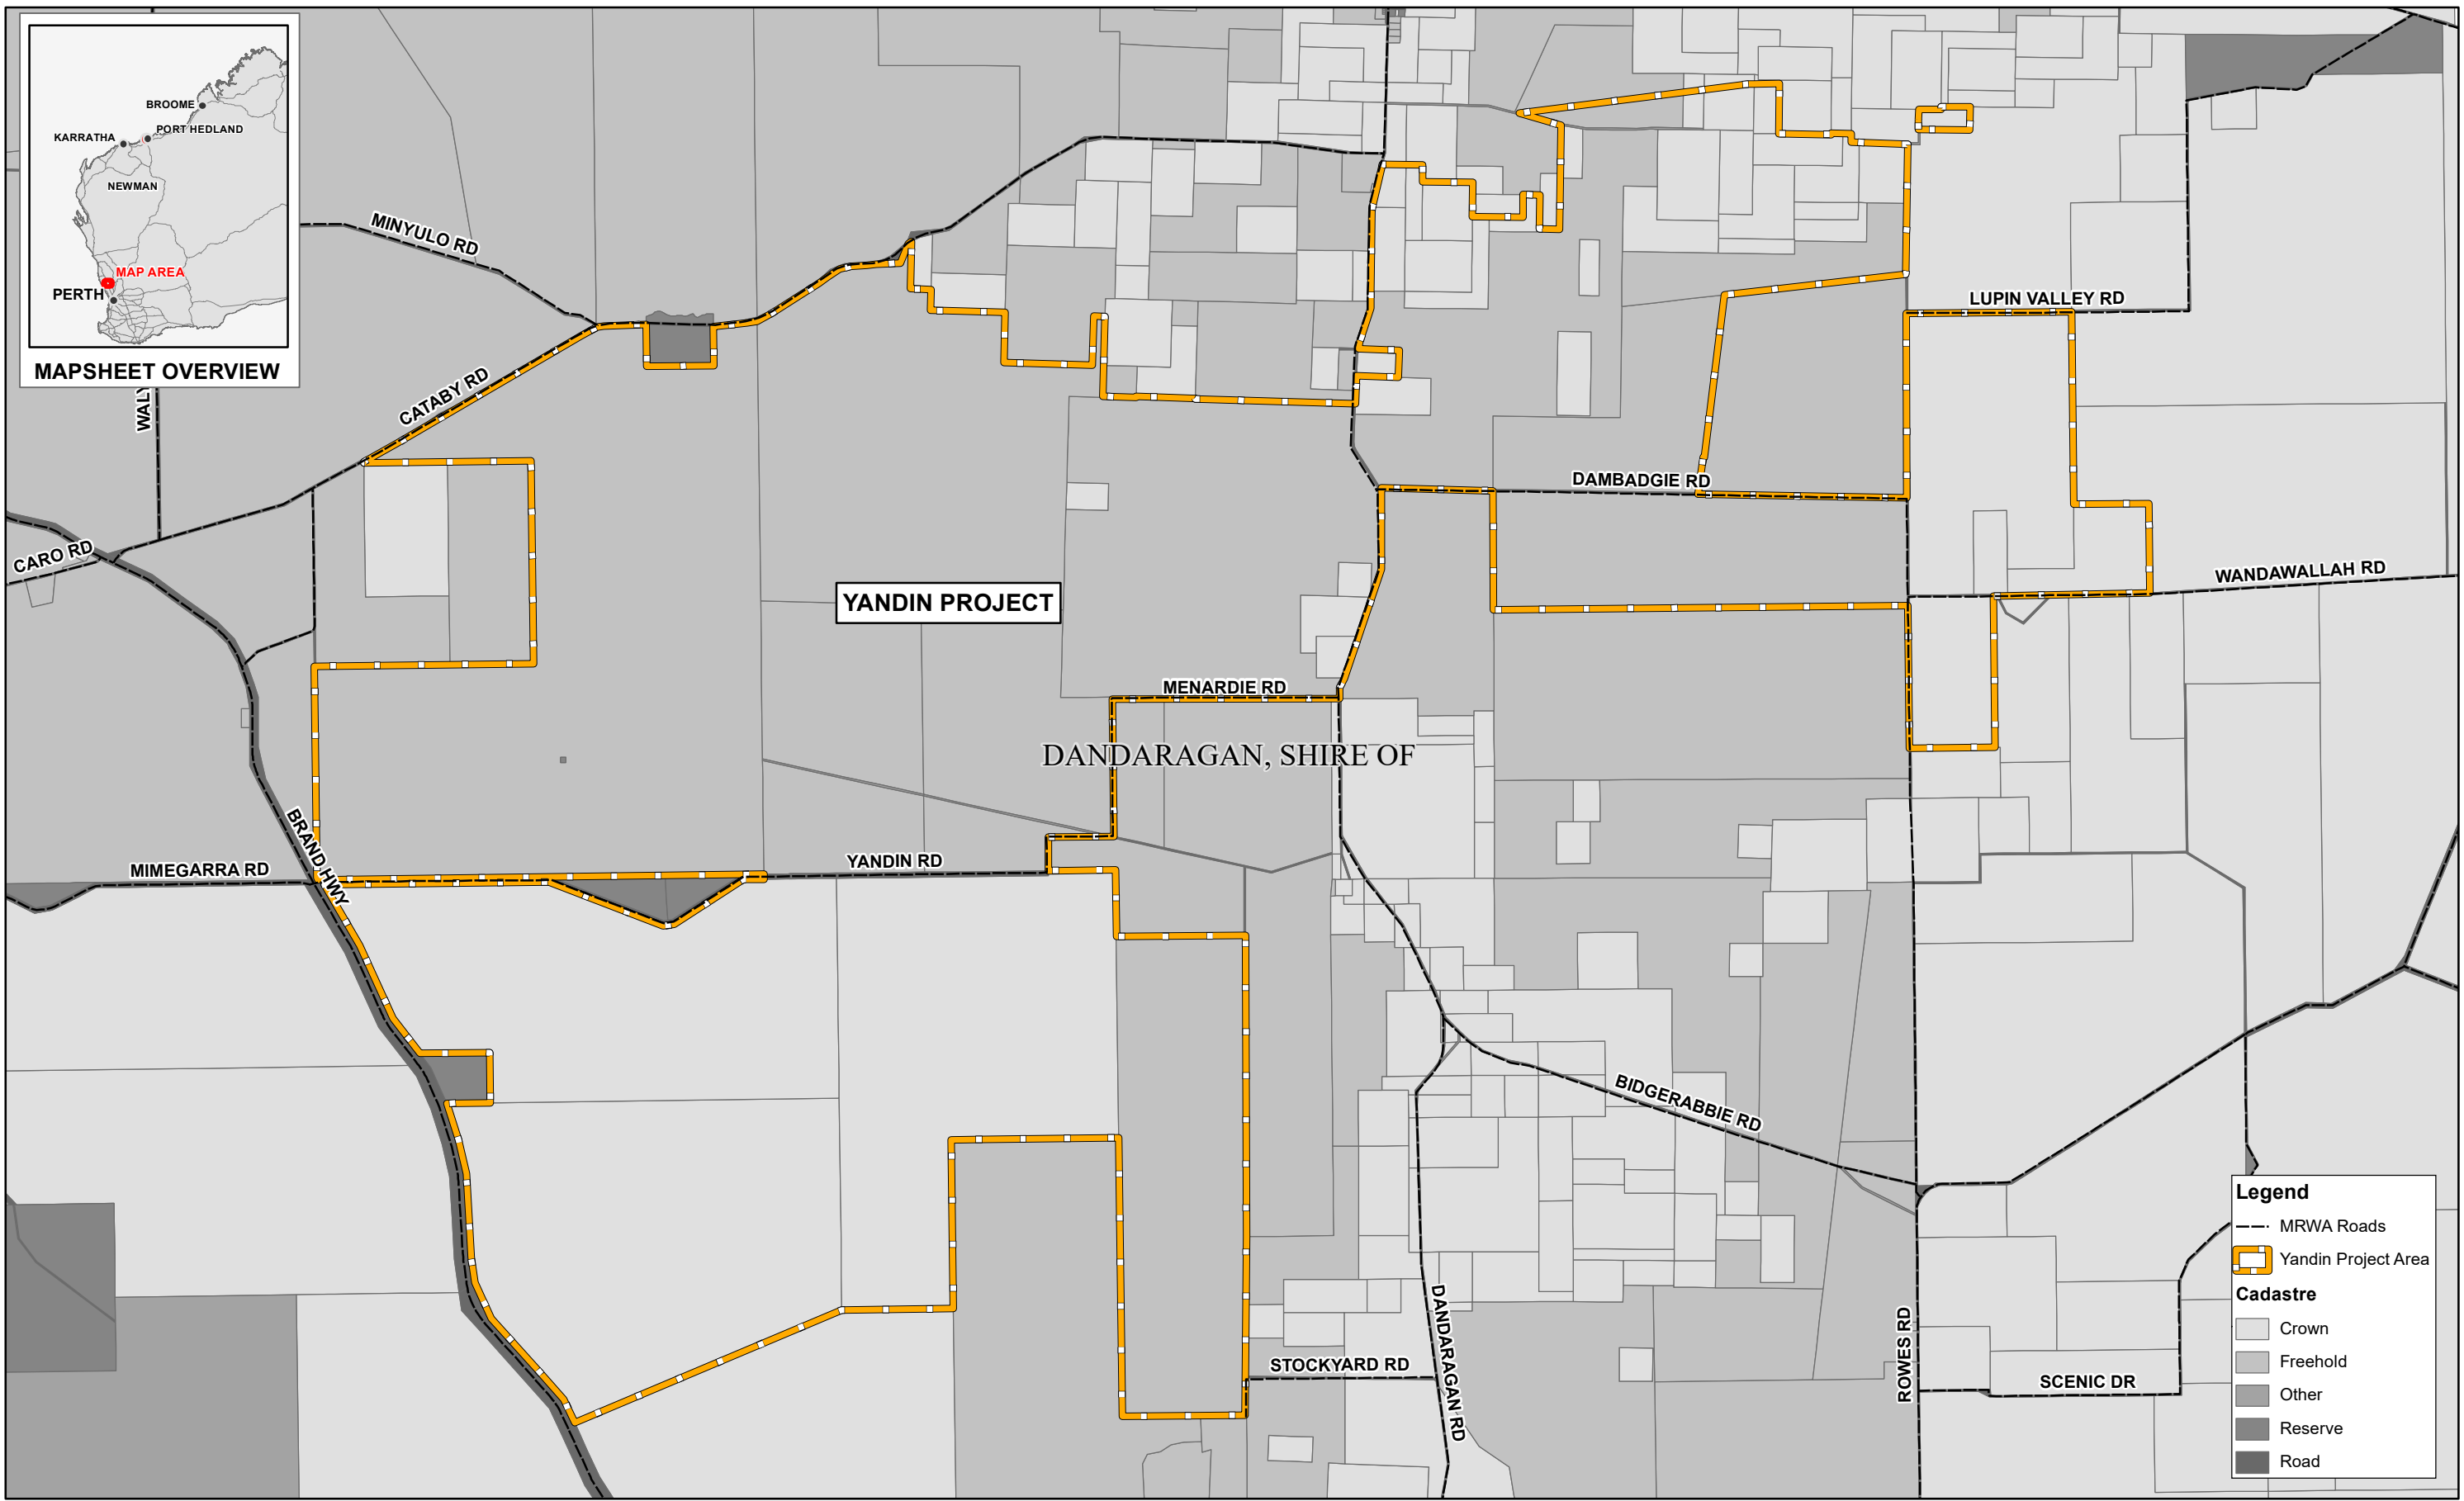 BROOME
KARRATHA
PORT HEDLAND
NEWMAN
MAP AREA
PERTH
MAPSHEET OVERVIEW
MINYULO RD
CATABY RD
WALY
CARO RD
LUPIN VALLEY RD
DAMBADGIE RD
WANDAWALLAH RD
YANDIN PROJECT
MENARDIE RD
DANDARAGAN, SHIRE OF
BRAND HWY
MIMEGARRA RD
YANDIN RD
BIDGERABBIE RD
DANDARAGAN RD
STOCKYARD RD
ROWES RD
SCENIC DR
Legend
MRWA Roads
Yandin Project Area
Cadastre
Crown
Freehold
Other
Reserve
Road